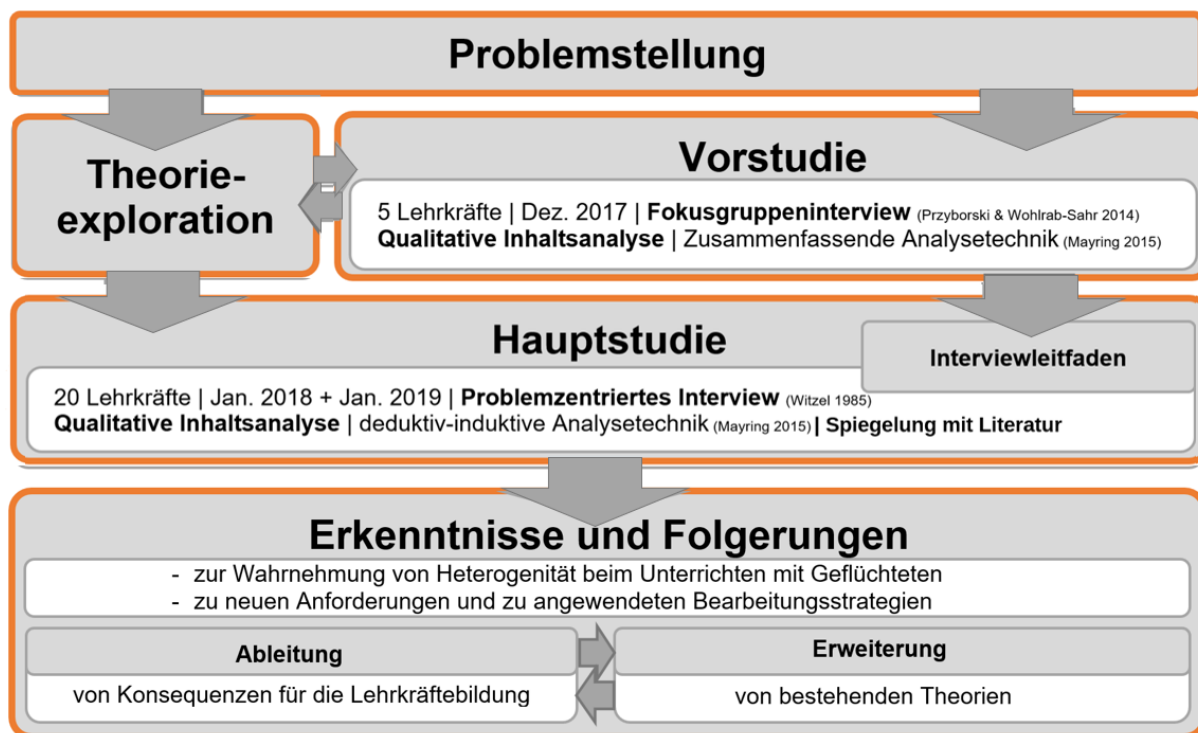 Problemstellung
Theorie-
exploration
Vorstudie
5 Lehrkräfte | Dez. 2017 | Fokusgruppeninterview (Przyborski & Wohlrab-Sahr 2014)
Qualitative Inhaltsanalyse | Zusammenfassende Analysetechnik (Mayring 2015)
Hauptstudie
Interviewleitfaden
20 Lehrkräfte | Jan. 2018 + Jan. 2019 | Problemzentriertes Interview (Witzel 1985)
Qualitative Inhaltsanalyse | deduktiv-induktive Analysetechnik (Mayring 2015) | Spiegelung mit Literatur
Erkenntnisse und Folgerungen
- zur Wahrnehmung von Heterogenität beim Unterrichten mit Geflüchteten
- zu neuen Anforderungen und zu angewendeten Bearbeitungsstrategien
Ableitung
von Konsequenzen für die Lehrkräftebildung
Erweiterung
von bestehenden Theorien